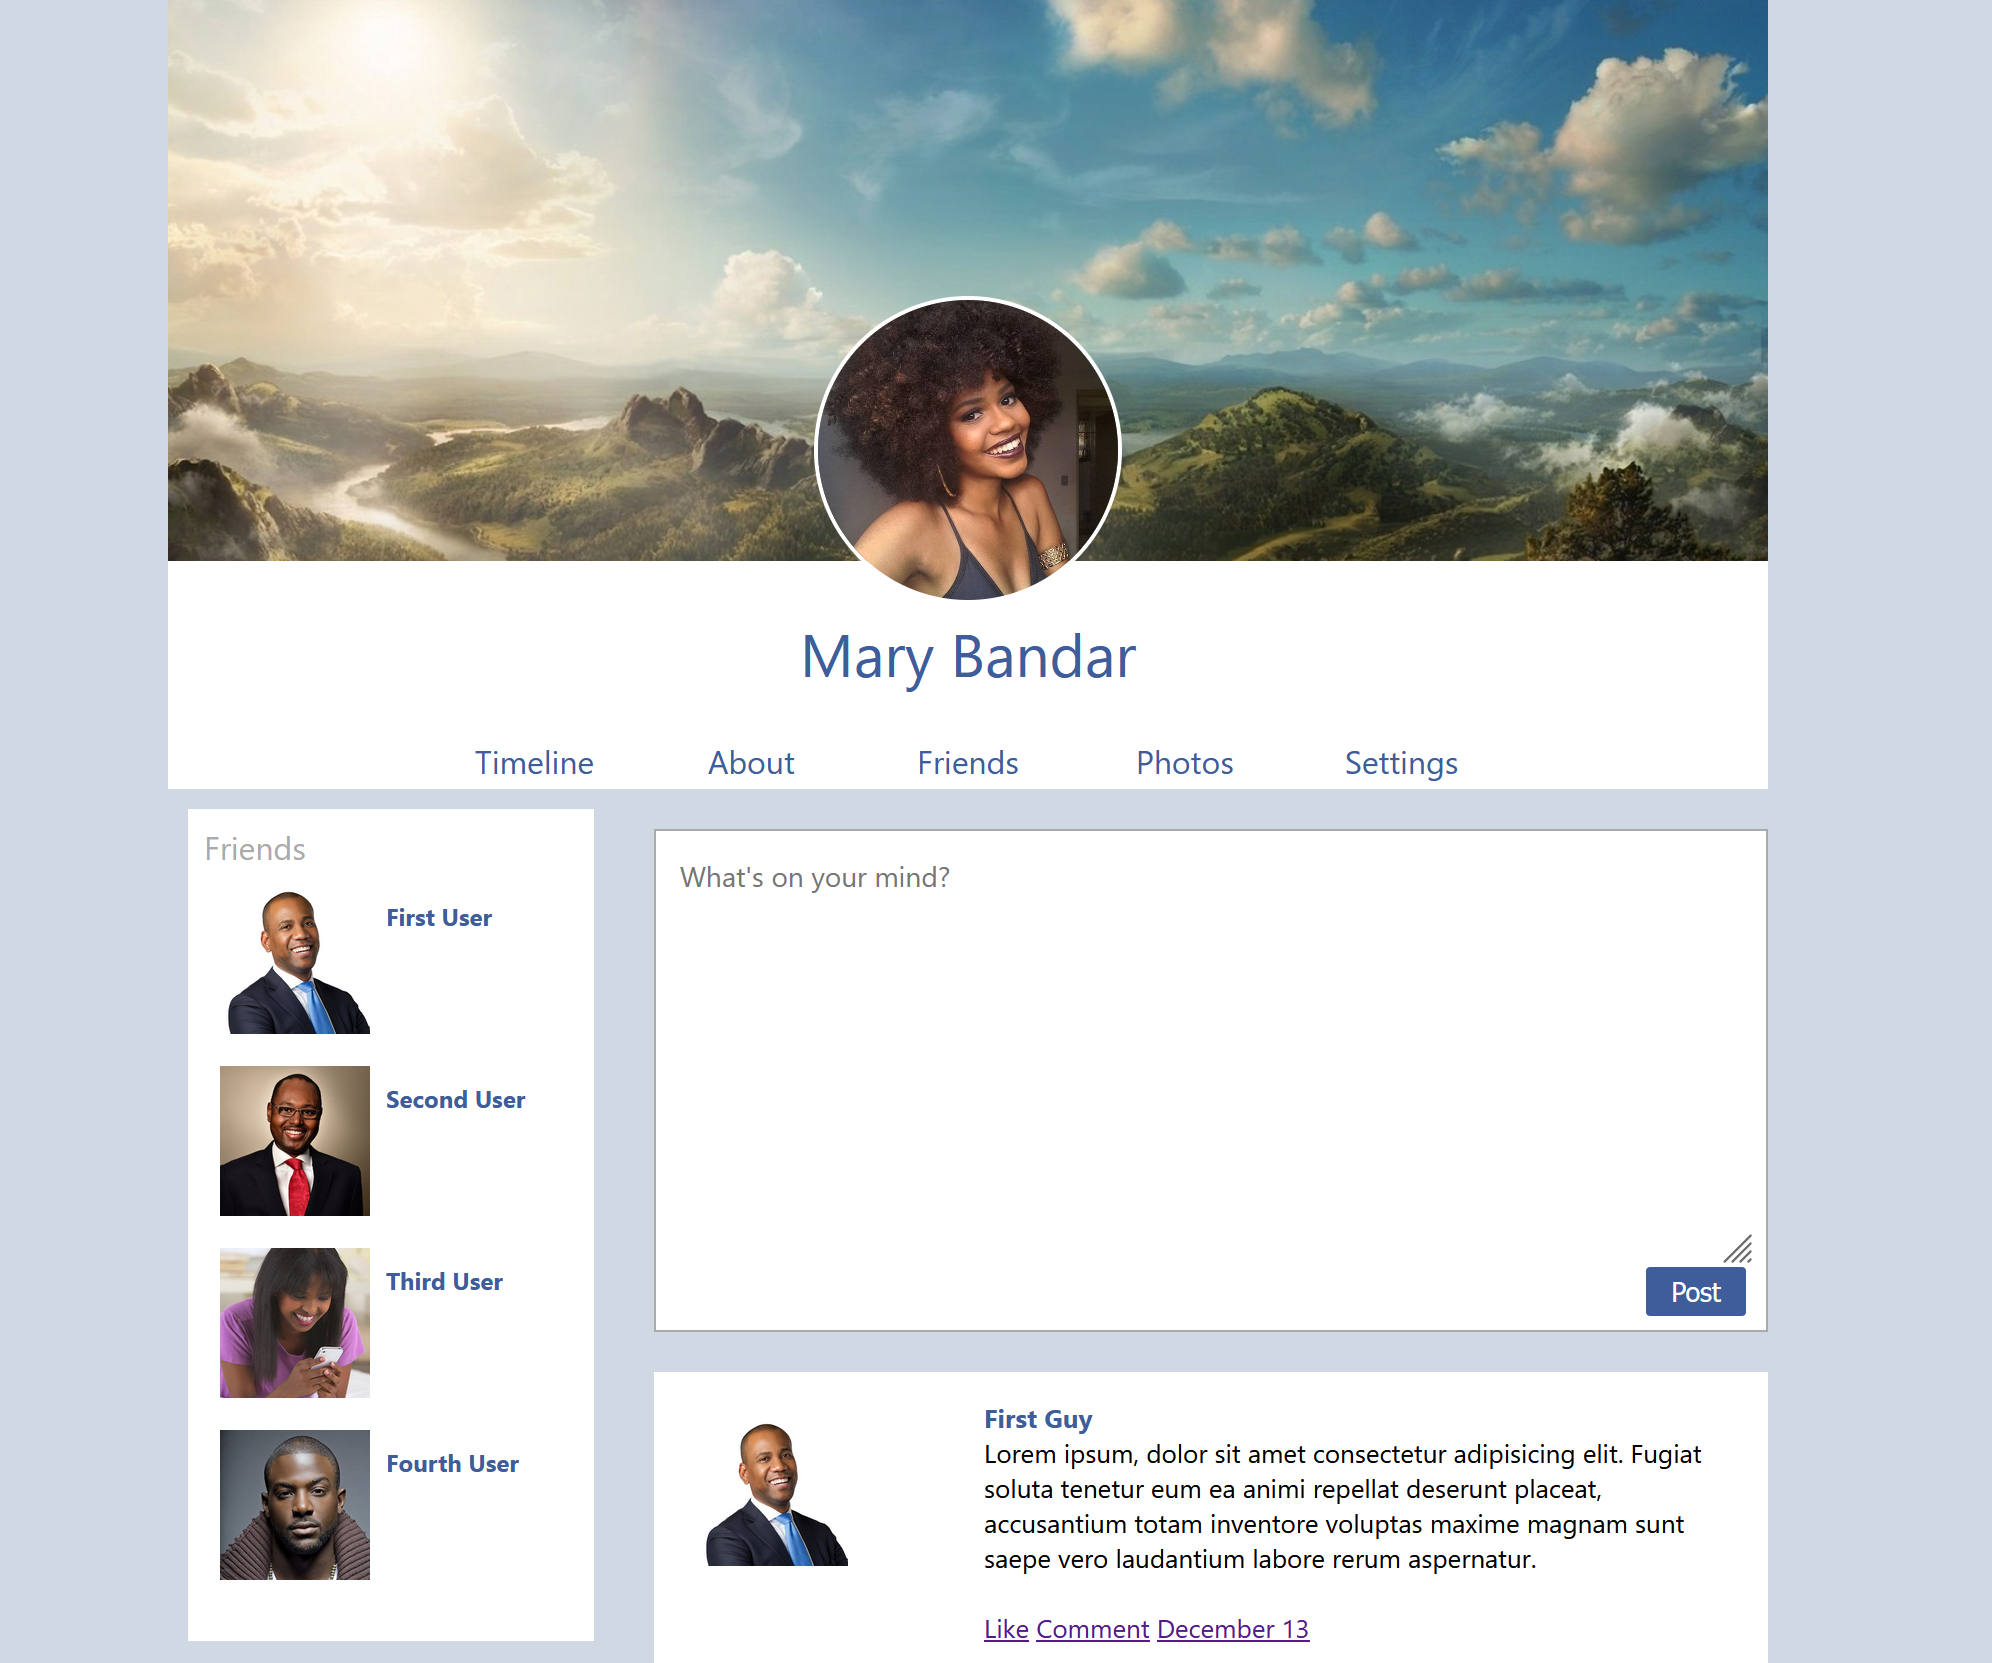 Mary Bandar
Timeline About Friends Photos Settings
Friends
First User
Second User
Third User
Fourth User
What's on your mind?
Post
First Guy
Lorem ipsum, dolor sit amet consectetur adipisicing elit. Fugiat
soluta tenetur eum ea animi repellat deserunt placeat,
accusantium totam inventore voluptas maxime magnam sunt
saepe vero laudantium labore rerum aspernatur.
Like Comment December 13